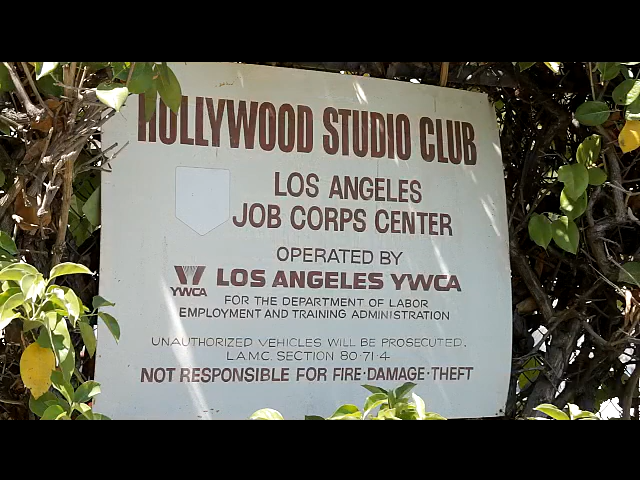 HOLLYWOOD STUDIO CLUB
LOS ANGELES
JOB CORPS CENTER
OPERATED BY
YWCA LOS ANGELES YWCA
FOR THE DEPARTMENT OF LABOR
EMPLOYMENT AND TRAINING ADMINISTRATION
UNAUTHORIZED VEHICLES WILL BE PROSECUTED.
L.A.M.C. SECTION 80·71·4
NOT RESPONSIBLE FOR FIRE·DAMAGE·THEFT